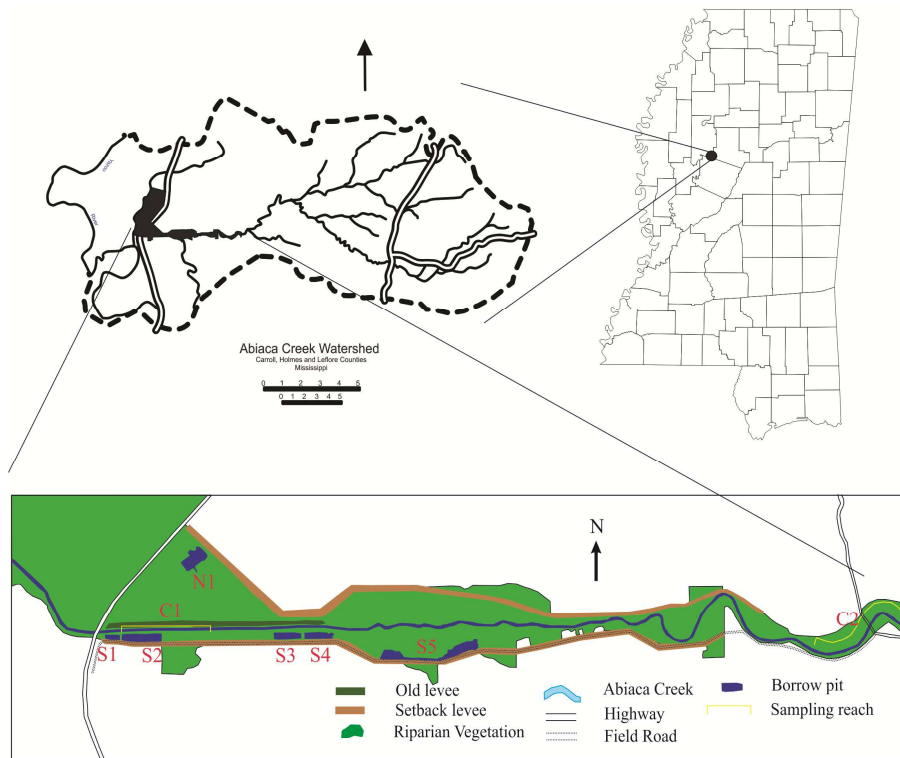 Yazoo
River
Abiaca Creek Watershed
Carroll, Holmes and Leflore Counties
Mississippi
0 1 2 3 4 5
0 1 2 3 4 5
N
N1
C1
C2
S1 S2 S3 S4 S5
Old levee
Setback levee
Riparian Vegetation
Abiaca Creek
Highway
Field Road
Borrow pit
Sampling reach